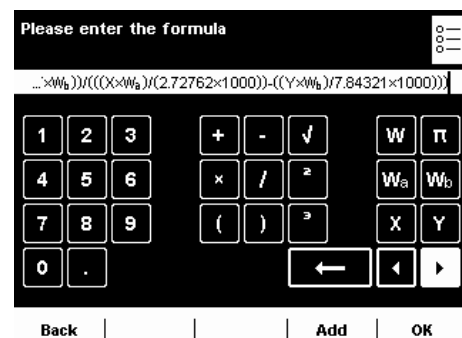 Please enter the formula
...×Wb))/(((X×Wa)/(2.72762×1000))-((Y×Wb)/7.84321×1000)))
1 2 3 + - √ W π
4 5 6 × / ² Wa Wb
7 8 9 ( ) ³ X Y
0 .
Back Add OK